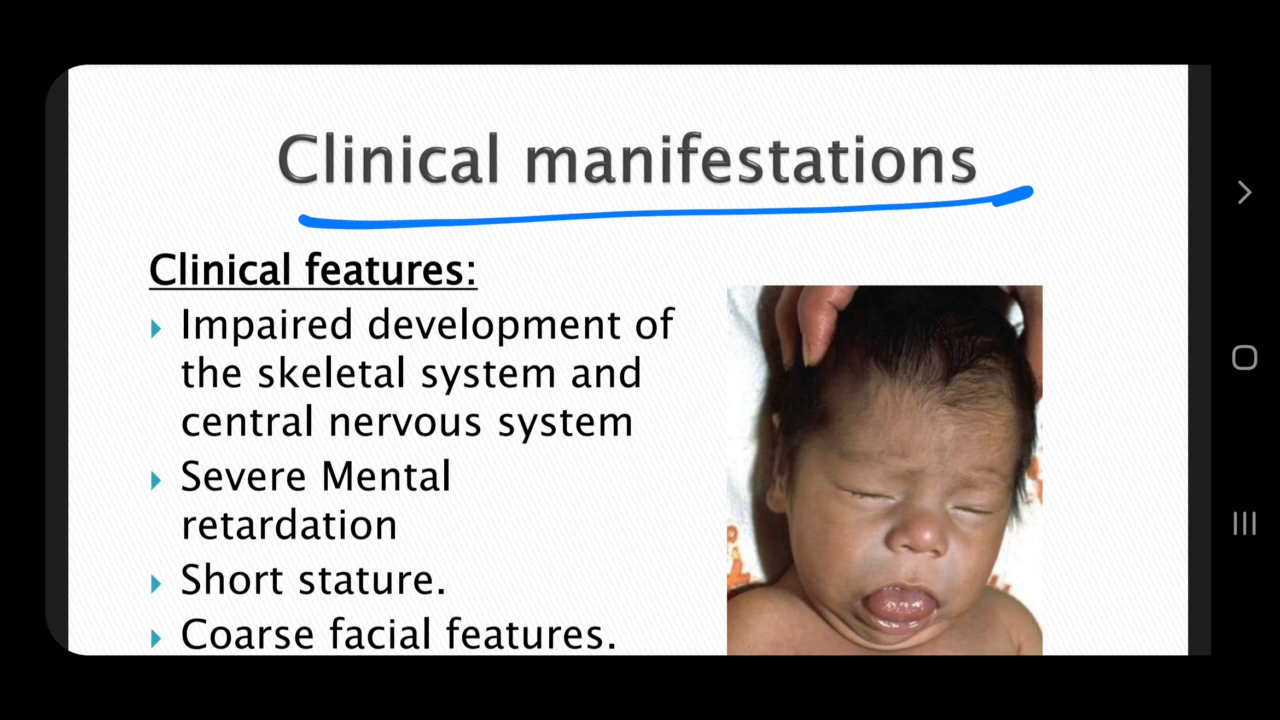 Clinical manifestations
Clinical features:
Impaired development of
the skeletal system and
central nervous system
Severe Mental
retardation
Short stature.
Coarse facial features.